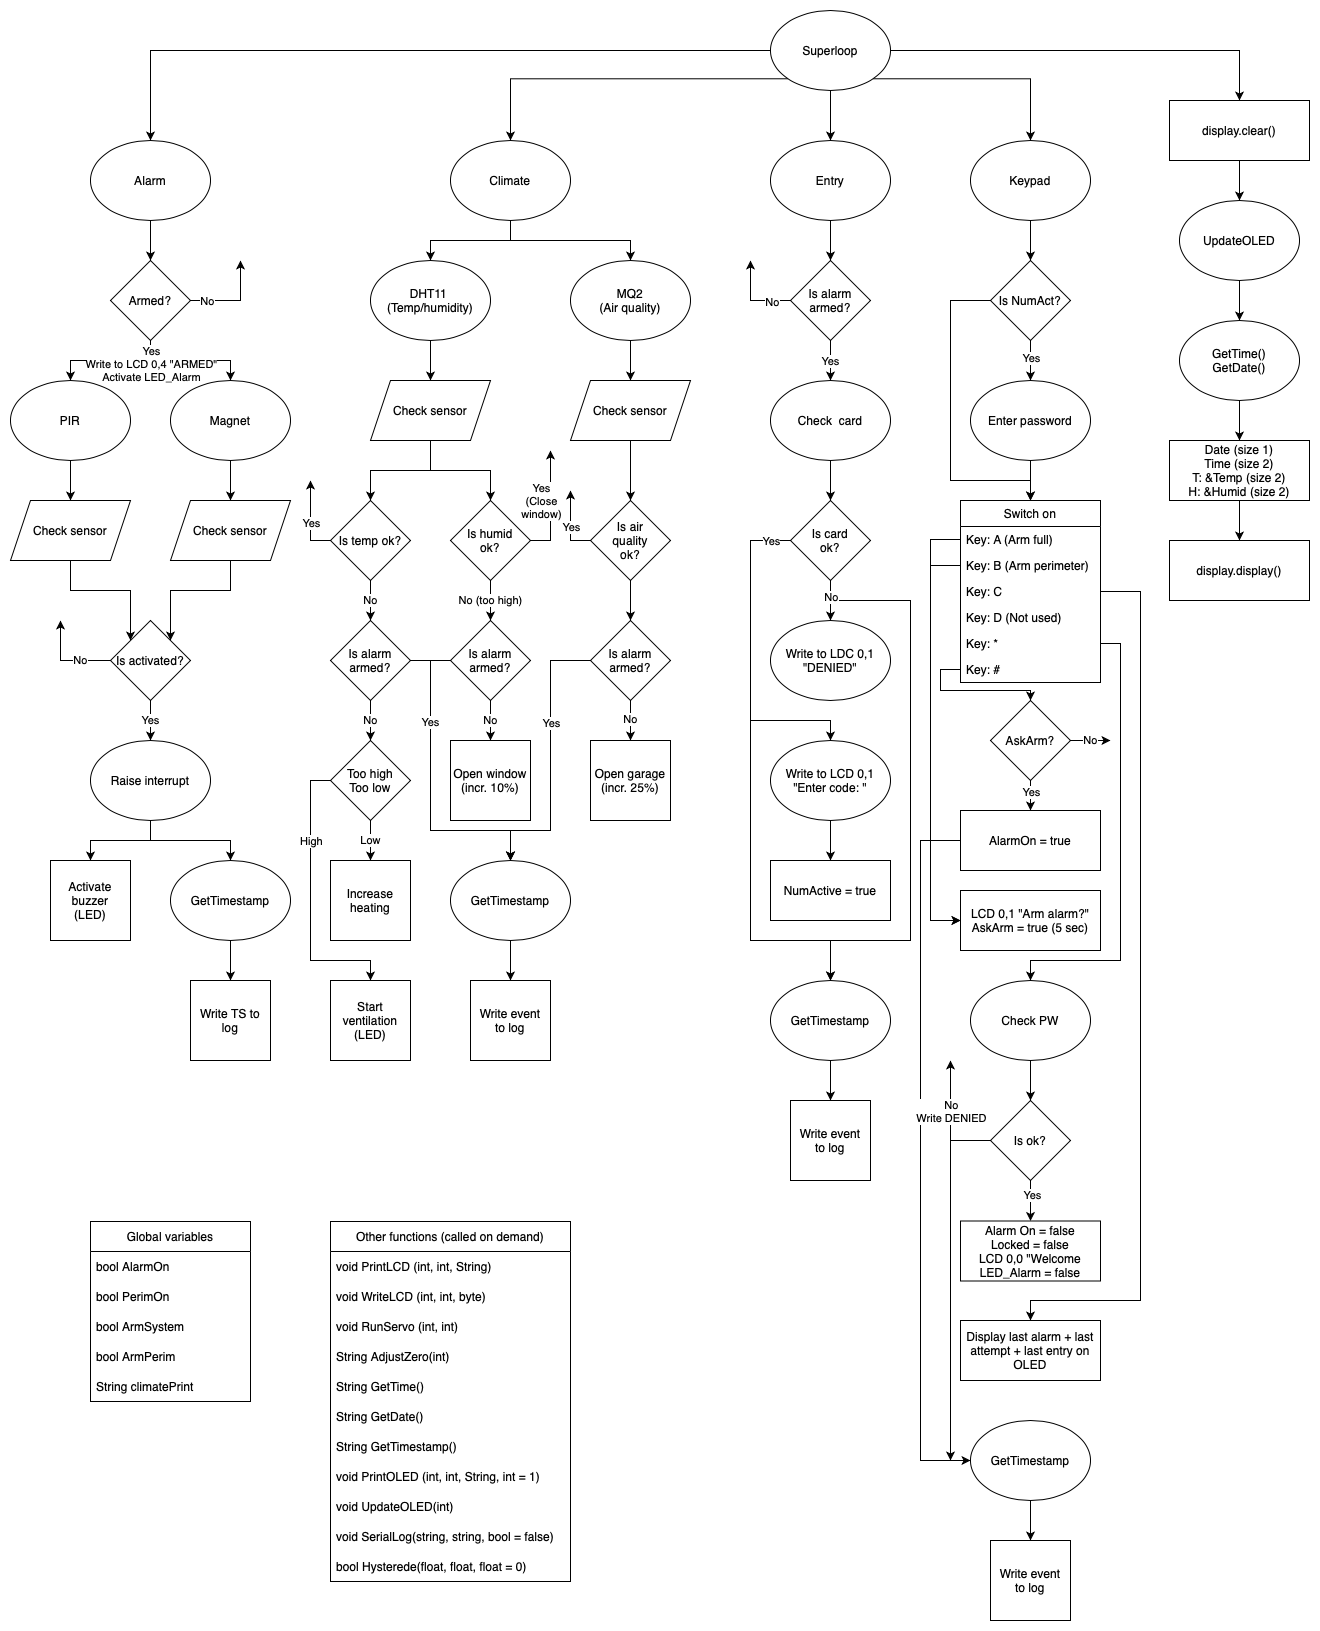 Superloop
Alarm
Climate
Entry
Keypad
display.clear()
UpdateOLED
GetTime()
GetDate()
Date (size 1)
Time (size 2)
T: &Temp (size 2)
H: &Humid (size 2)
display.display()
Armed?
No
Yes
Write to LCD 0,4 "ARMED"
Activate LED_Alarm
PIR
Magnet
Check sensor
Check sensor
Is activated?
No
Yes
Raise interrupt
Activate
buzzer
(LED)
GetTimestamp
Write TS to
log
DHT11
(Temp/humidity)
MQ2
(Air quality)
Check sensor
Check sensor
Yes
Is temp ok?
Is humid
ok?
Yes
(Close
window)
Yes
Is air
quality
ok?
No
No (too high)
Is alarm
armed?
Is alarm
armed?
Is alarm
armed?
No
Yes
No
Yes
No
Too high
Too low
Open window
(incr. 10%)
Open garage
(incr. 25%)
High
Low
Increase
heating
GetTimestamp
Start
ventilation
(LED)
Write event
to log
Is alarm
armed?
No
Yes
Check  card
Is card
ok?
Yes
No
Write to LDC 0,1
"DENIED"
Write to LCD 0,1
"Enter code: "
NumActive = true
GetTimestamp
Write event
to log
Is NumAct?
Yes
Enter password
Switch on
Key: A (Arm full)
Key: B (Arm perimeter)
Key: C
Key: D (Not used)
Key: *
Key: #
AskArm?
No
Yes
AlarmOn = true
LCD 0,1 "Arm alarm?"
AskArm = true (5 sec)
Check PW
No
Write DENIED
Is ok?
Yes
Alarm On = false
Locked = false
LCD 0,0 "Welcome
LED_Alarm = false
Display last alarm + last
attempt + last entry on
OLED
GetTimestamp
Write event
to log
Global variables
bool AlarmOn
bool PerimOn
bool ArmSystem
bool ArmPerim
String climatePrint
Other functions (called on demand)
void PrintLCD (int, int, String)
void WriteLCD (int, int, byte)
void RunServo (int, int)
String AdjustZero(int)
String GetTime()
String GetDate()
String GetTimestamp()
void PrintOLED (int, int, String, int = 1)
void UpdateOLED(int)
void SerialLog(string, string, bool = false)
bool Hysterede(float, float, float = 0)